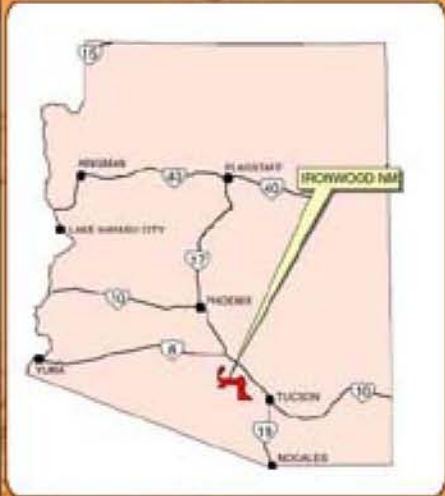 15
KINGMAN
40
FLAGSTAFF
40
IRONWOOD NM
LAKE HAVASU CITY
17
10
PHOENIX
8
YUMA
TUCSON
10
19
NOGALES